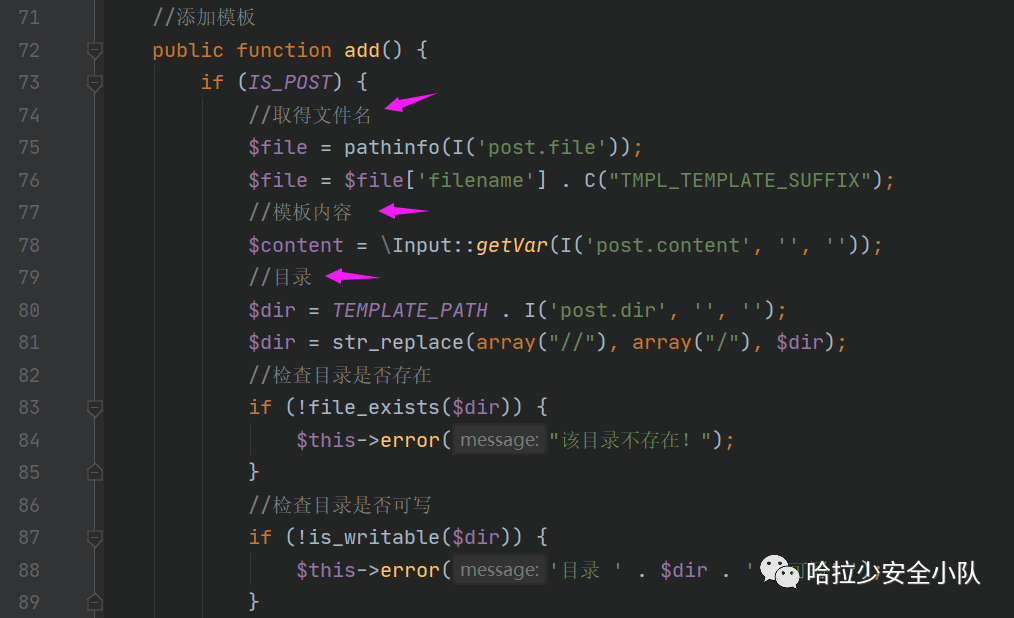 71 //添加模板
72 public function add() {
73 if (IS_POST) {
74 //取得文件名
75 $file = pathinfo(I('post.file'));
76 $file = $file['filename'] . C("TMPL_TEMPLATE_SUFFIX");
77 //模板内容
78 $content = \Input::getVar(I('post.content', '', ''));
79 //目录
80 $dir = TEMPLATE_PATH . I('post.dir', '', '');
81 $dir = str_replace(array("//"), array("/"), $dir);
82 //检查目录是否存在
83 if (!file_exists($dir)) {
84 $this->error( message: "该目录不存在！");
85 }
86 //检查目录是否可写
87 if (!is_writable($dir)) {
88 $this->error( message: '目录 ' . $dir . '
哈拉少安全小队
89 }